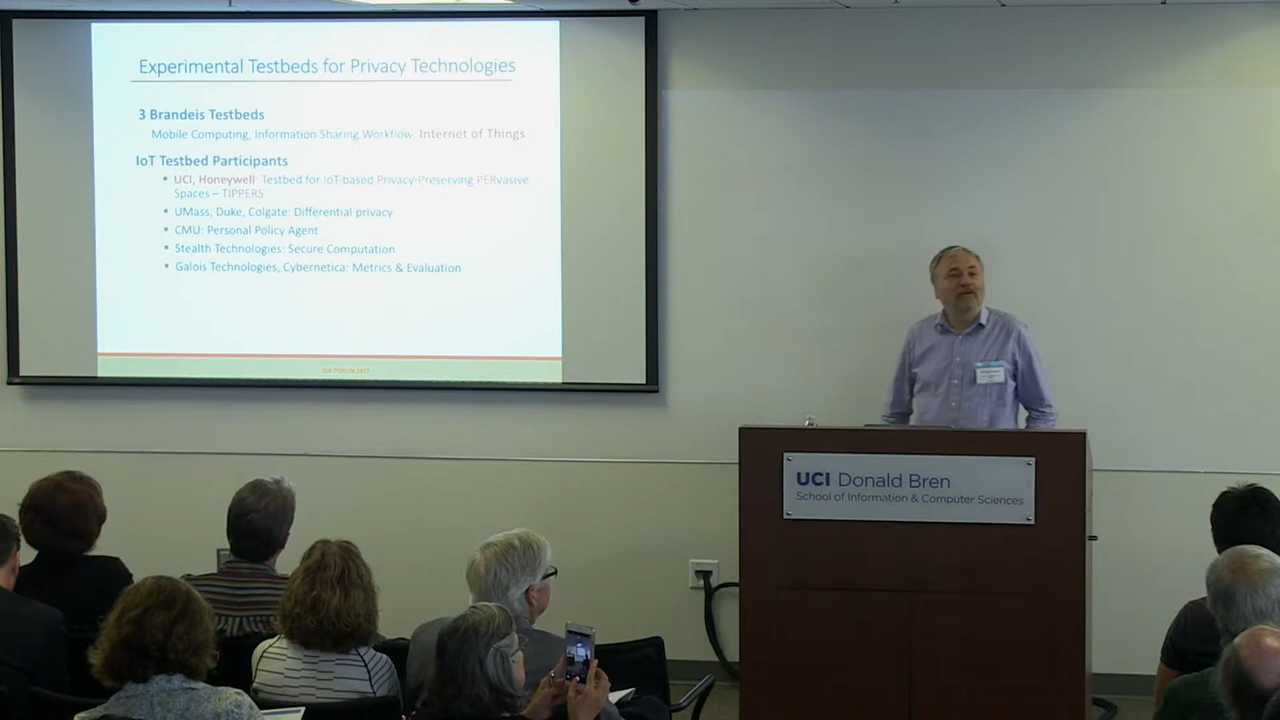 Experimental Testbeds for Privacy Technologies
3 Brandeis Testbeds
Mobile Computing, Information Sharing Workflow, Internet of Things
IoT Testbed Participants
▪ UCI, Honeywell: Testbed for IoT-based Privacy-Preserving PERvasive
Spaces – TIPPERS
▪ UMass, Duke, Colgate: Differential privacy
▪ CMU: Personal Policy Agent
▪ Stealth Technologies: Secure Computation
▪ Galois Technologies, Cybernetica: Metrics & Evaluation
UCI Donald Bren
School of Information & Computer Sciences